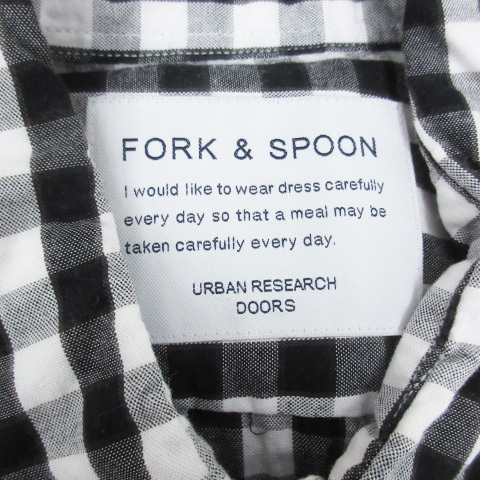 FORK & SPOON
I would like to wear dress carefully
every day so that a meal may be
taken carefully every day.
URBAN RESEARCH
DOORS